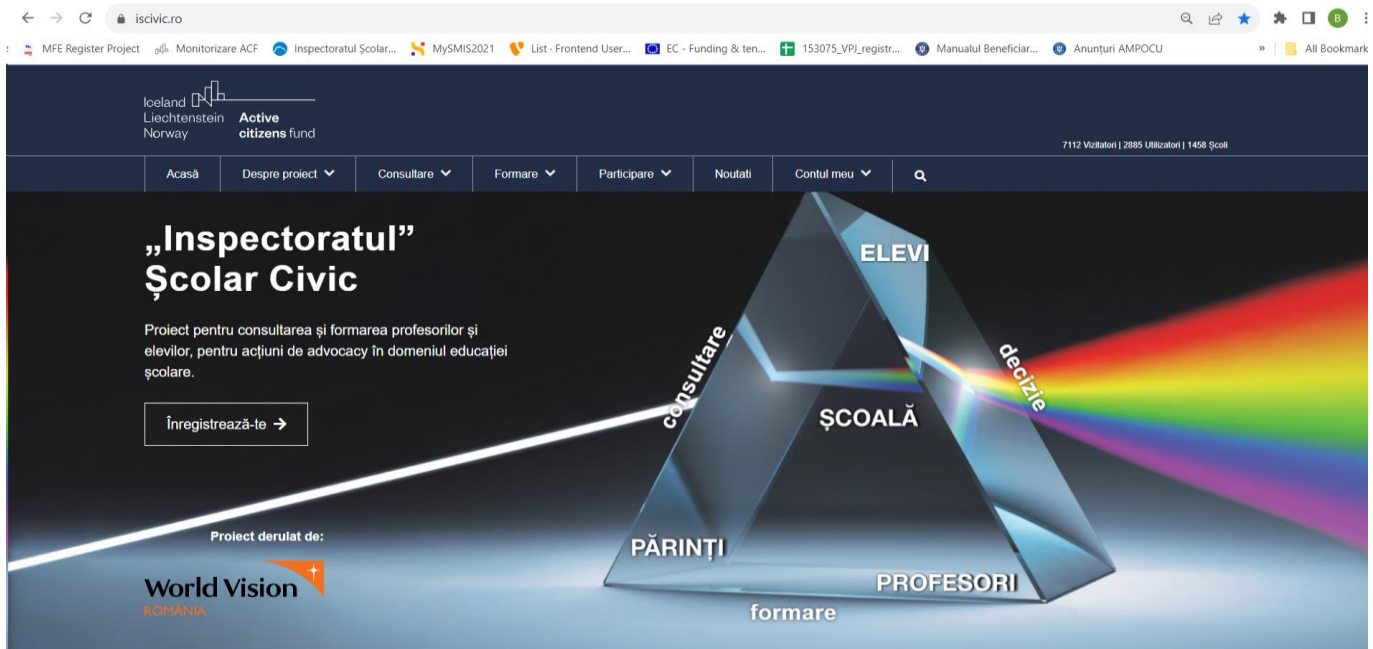 iscivic.ro
B
MFE Register Project
Monitorizare ACF
Inspectoratul Școlar...
MySMIS2021
List - Frontend User...
EC - Funding & ten...
153075_VPJ_registr...
Manualul Beneficiar...
Anunțuri AMPOCU
»
All Bookmark
Iceland
Liechtenstein
Norway
Active
citizens fund
7112 Vizitatori | 2885 Utilizatori | 1458 Școli
Acasă
Despre proiect
Consultare
Formare
Participare
Noutati
Contul meu
„Inspectoratul”
Școlar Civic
Proiect pentru consultarea și formarea profesorilor și
elevilor, pentru acțiuni de advocacy în domeniul educației
școlare.
Înregistrează-te →
Proiect derulat de:
World Vision
ROMÂNIA
ELEVI
consultare
decizie
ȘCOALĂ
PĂRINȚI
PROFESORI
formare